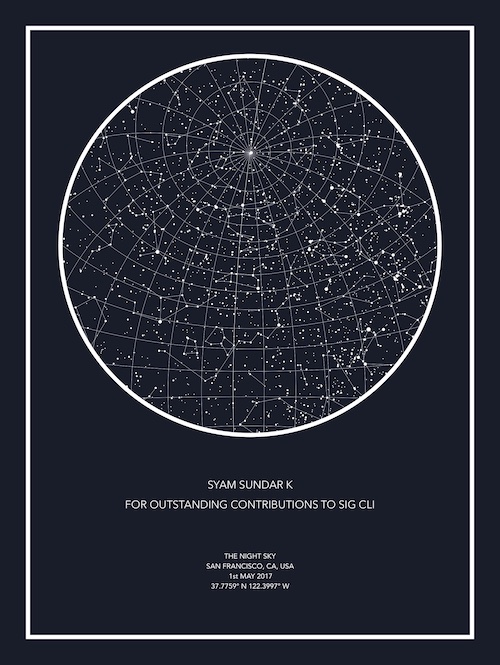 SYAM SUNDAR K
FOR OUTSTANDING CONTRIBUTIONS TO SIG CLI
THE NIGHT SKY
SAN FRANCISCO, CA, USA
1st MAY 2017
37.7759° N 122.3997° W